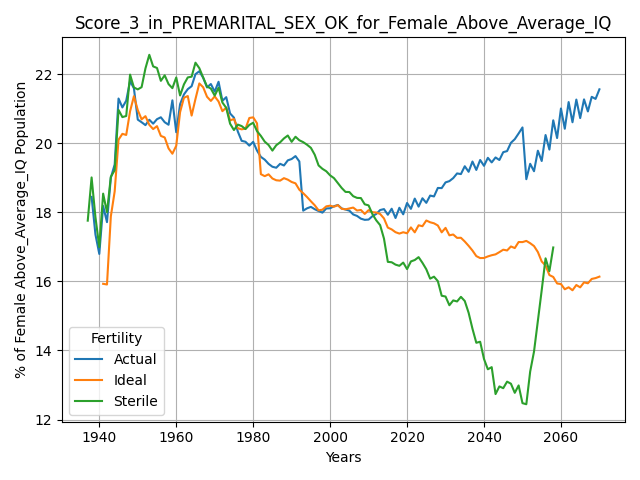 Score_3_in_PREMARITAL_SEX_OK_for_Female_Above_Average_IQ
% of Female Above_Average_IQ Population
22
20
18
16
14
12
Fertility
Actual
Ideal
Sterile
1940 1960 1980 2000 2020 2040 2060
Years